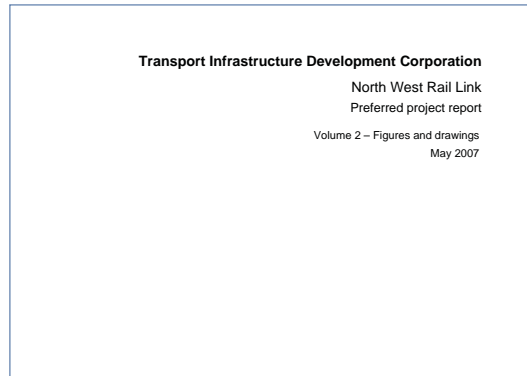 Transport Infrastructure Development Corporation
North West Rail Link
Preferred project report
Volume 2 – Figures and drawings
May 2007